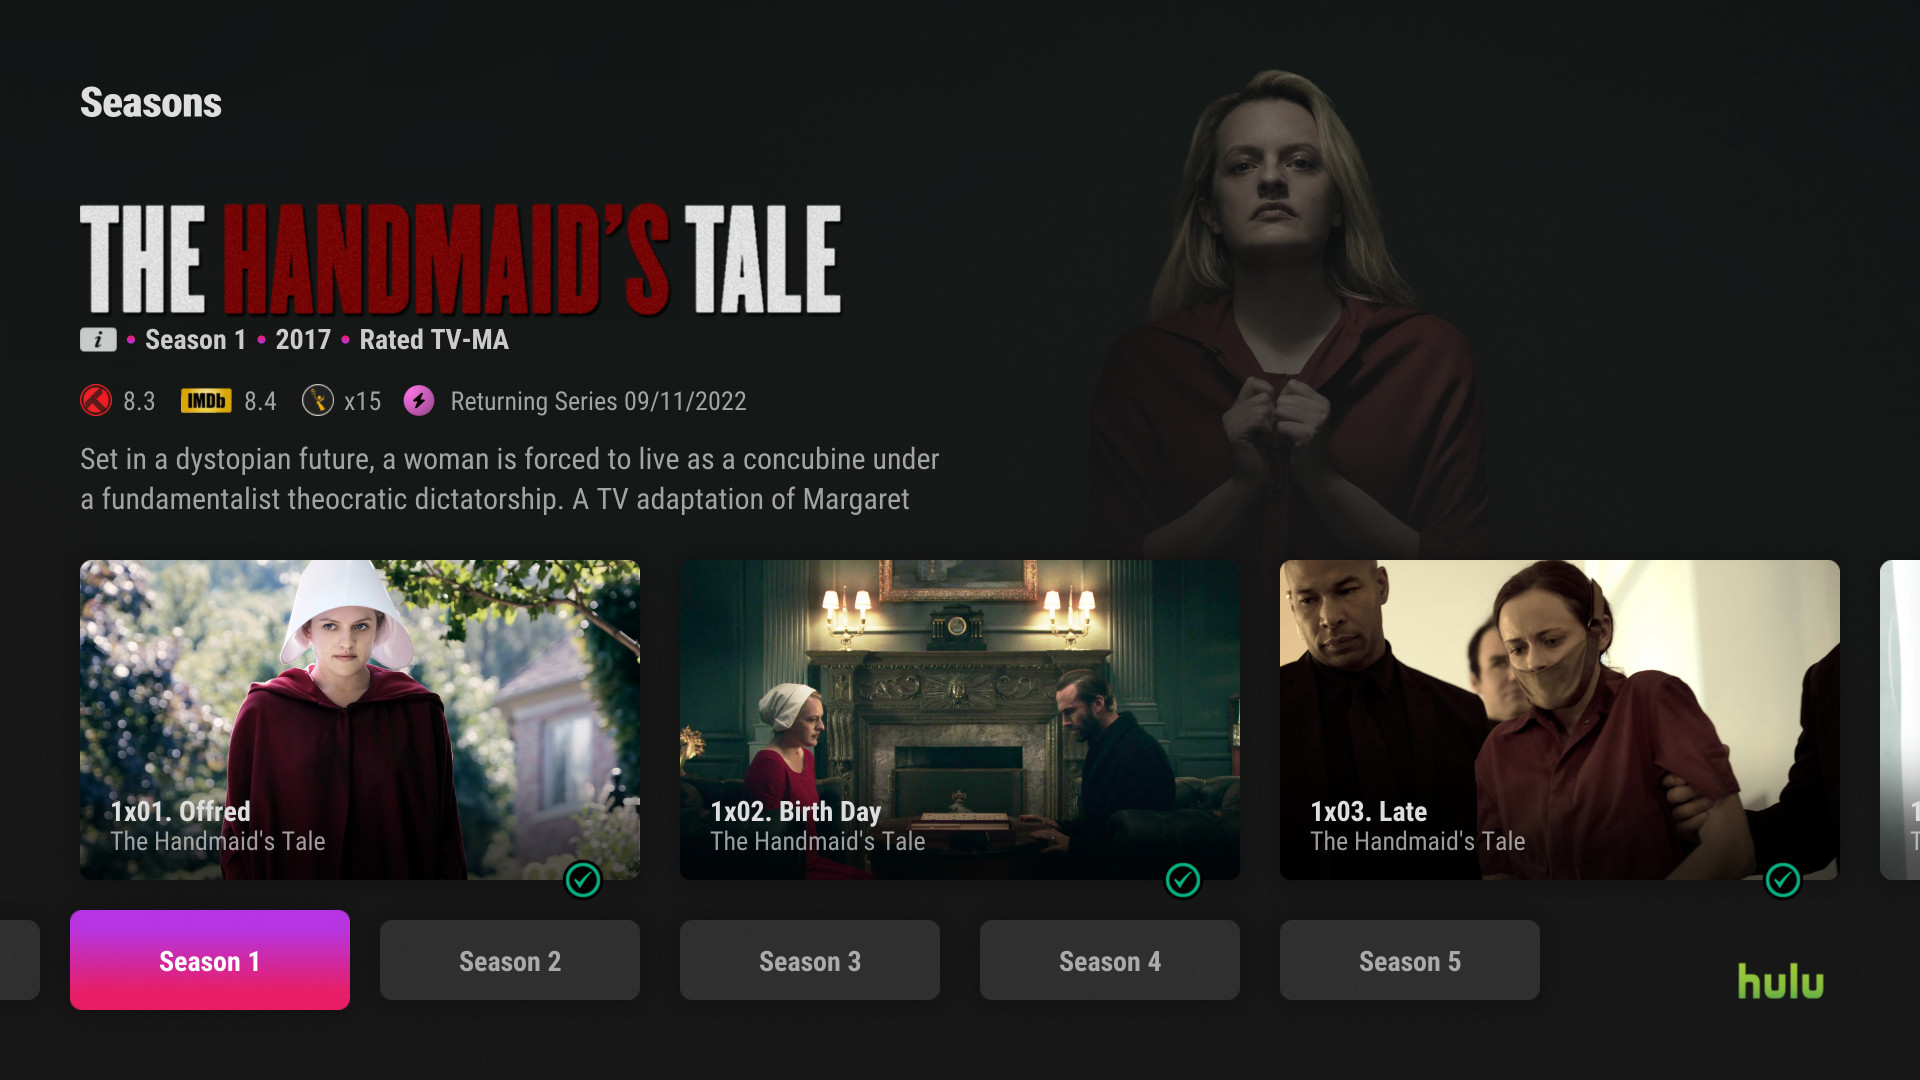 Seasons
THE HANDMAID'S TALE
i • Season 1 • 2017 • Rated TV-MA
8.3 IMDb 8.4 x15 Returning Series 09/11/2022
Set in a dystopian future, a woman is forced to live as a concubine under
a fundamentalist theocratic dictatorship. A TV adaptation of Margaret
1x01. Offred
The Handmaid's Tale
1x02. Birth Day
The Handmaid's Tale
1x03. Late
The Handmaid's Tale
Season 1
Season 2
Season 3
Season 4
Season 5
hulu